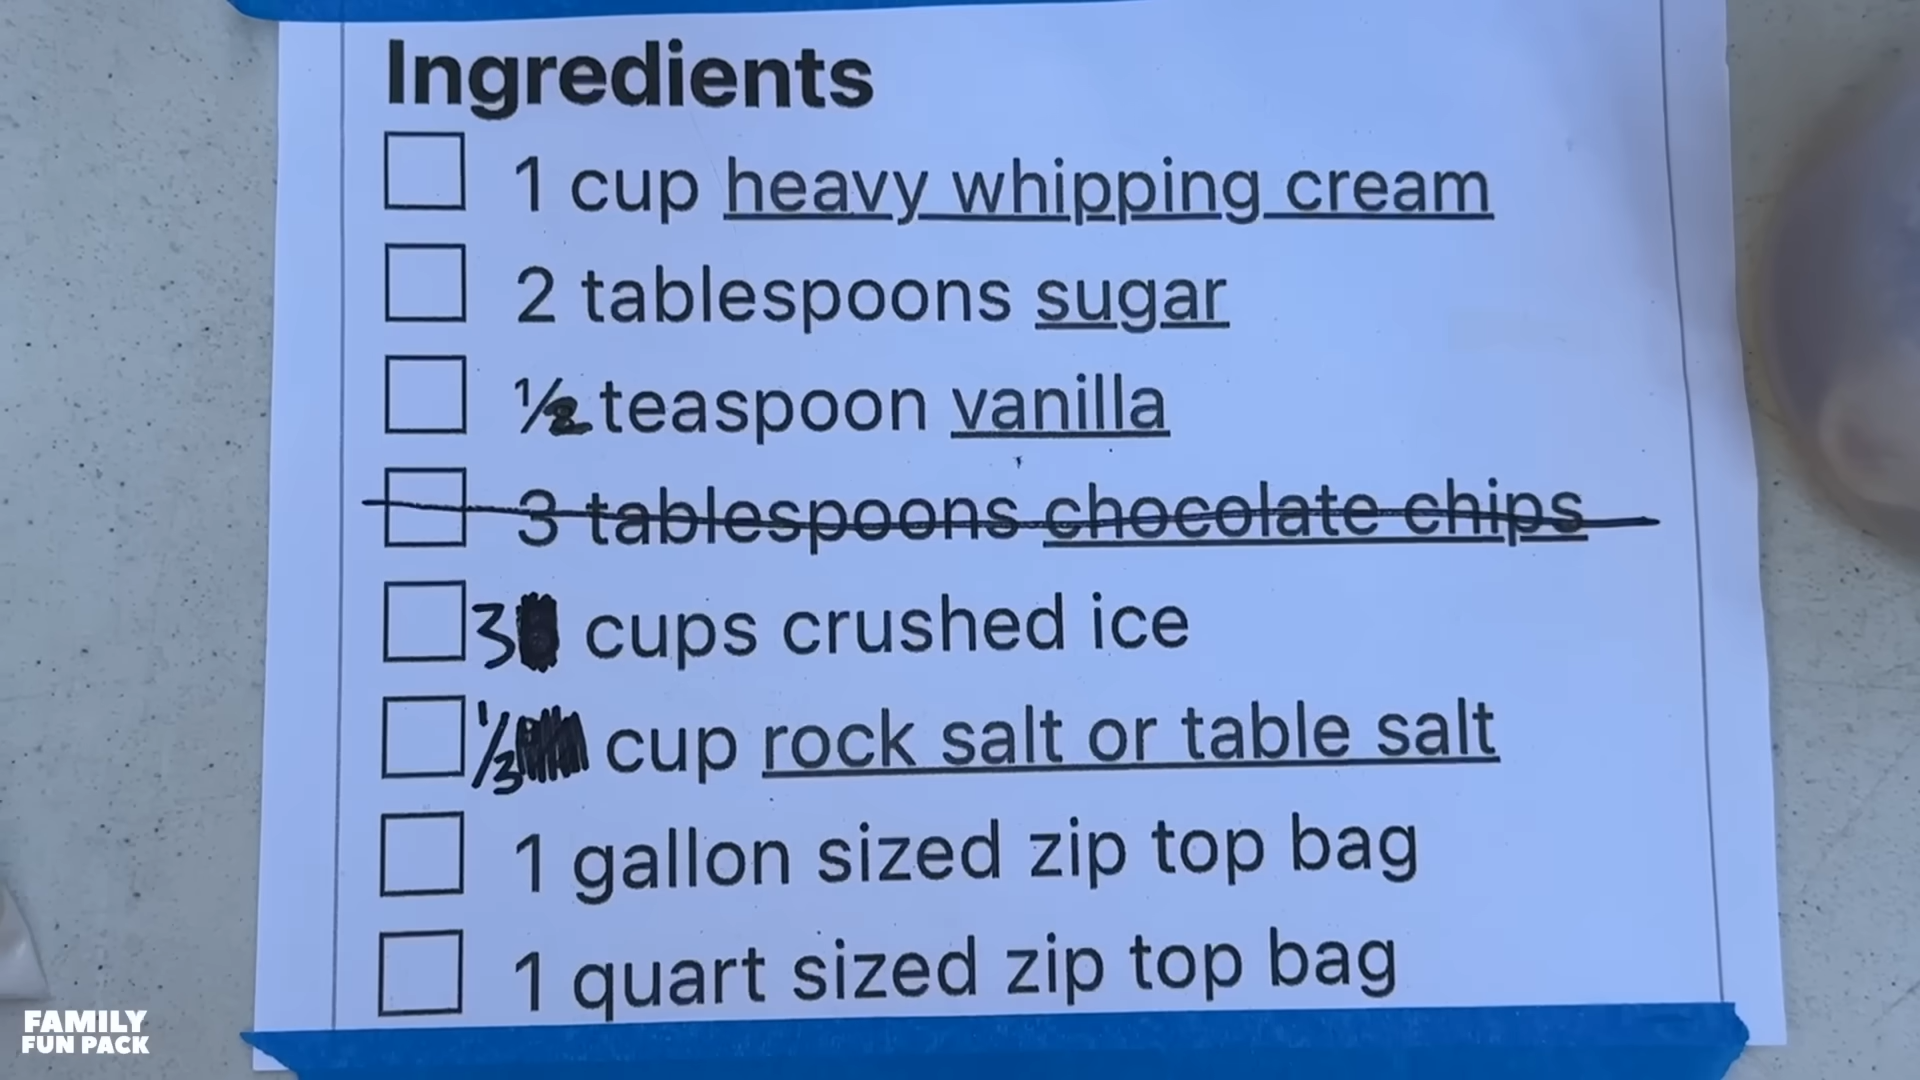 Ingredients
1 cup heavy whipping cream
2 tablespoons sugar
½ teaspoon vanilla
3 tablespoons chocolate chips
3 cups crushed ice
1/3 cup rock salt or table salt
1 gallon sized zip top bag
1 quart sized zip top bag
FAMILY
FUN PACK